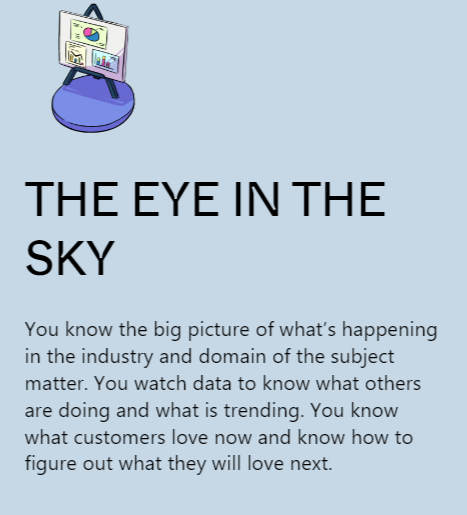 THE EYE IN THE
SKY
You know the big picture of what’s happening
in the industry and domain of the subject
matter. You watch data to know what others
are doing and what is trending. You know
what customers love now and know how to
figure out what they will love next.